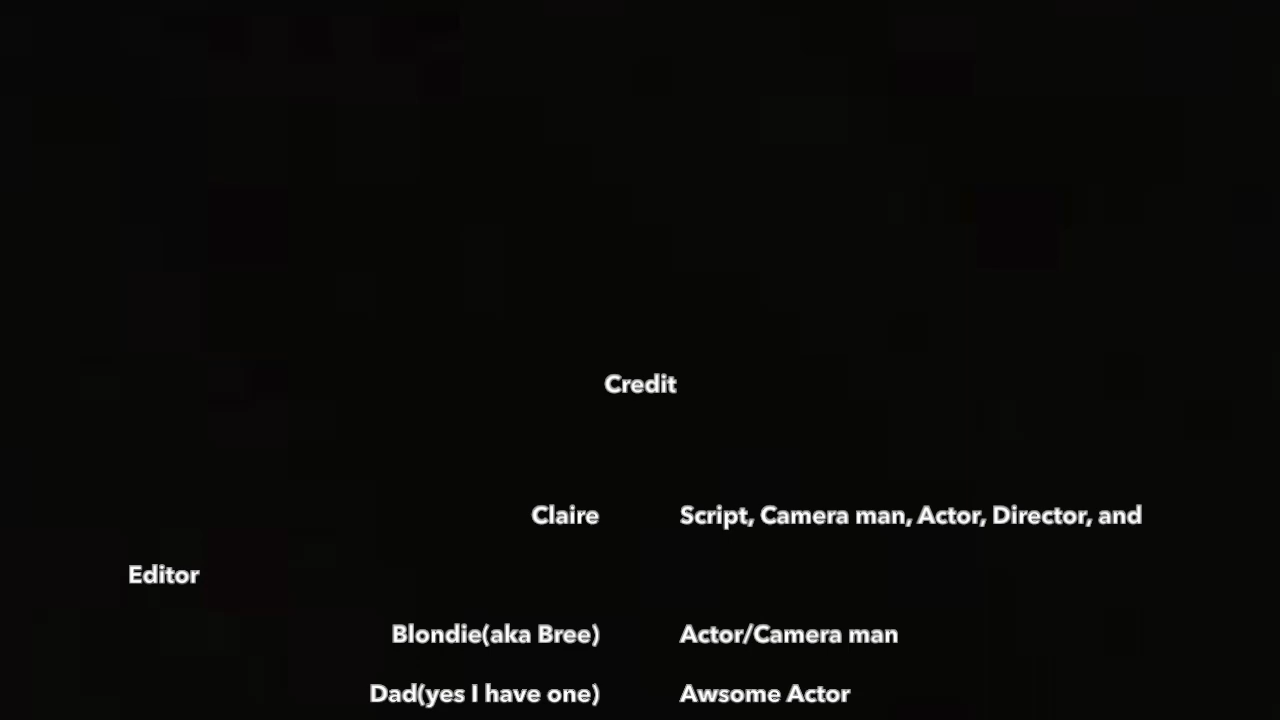 Credit
Claire Script, Camera man, Actor, Director, and
Editor
Blondie(aka Bree) Actor/Camera man
Dad(yes I have one) Awsome Actor